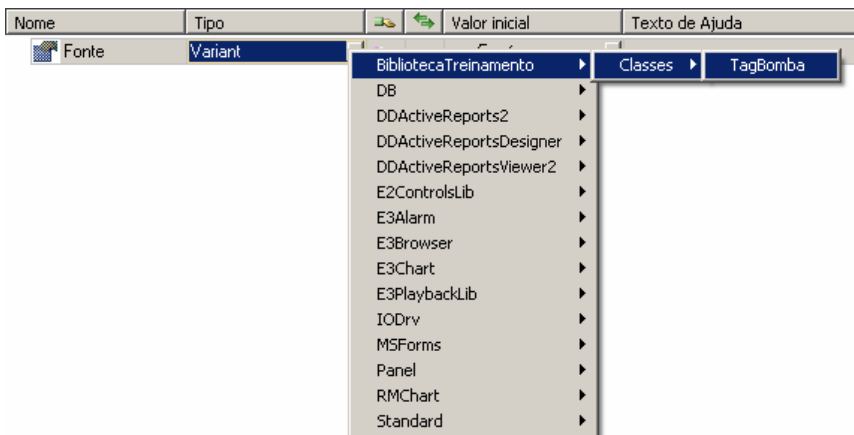 Nome Tipo Valor inicial Texto de Ajuda
Fonte Variant
BibliotecaTreinamento Classes TagBomba
DB
DDActiveReports2
DDActiveReportsDesigner
DDActiveReportsViewer2
E2ControlsLib
E3Alarm
E3Browser
E3Chart
E3PlaybackLib
IODrv
MSForms
Panel
RMChart
Standard